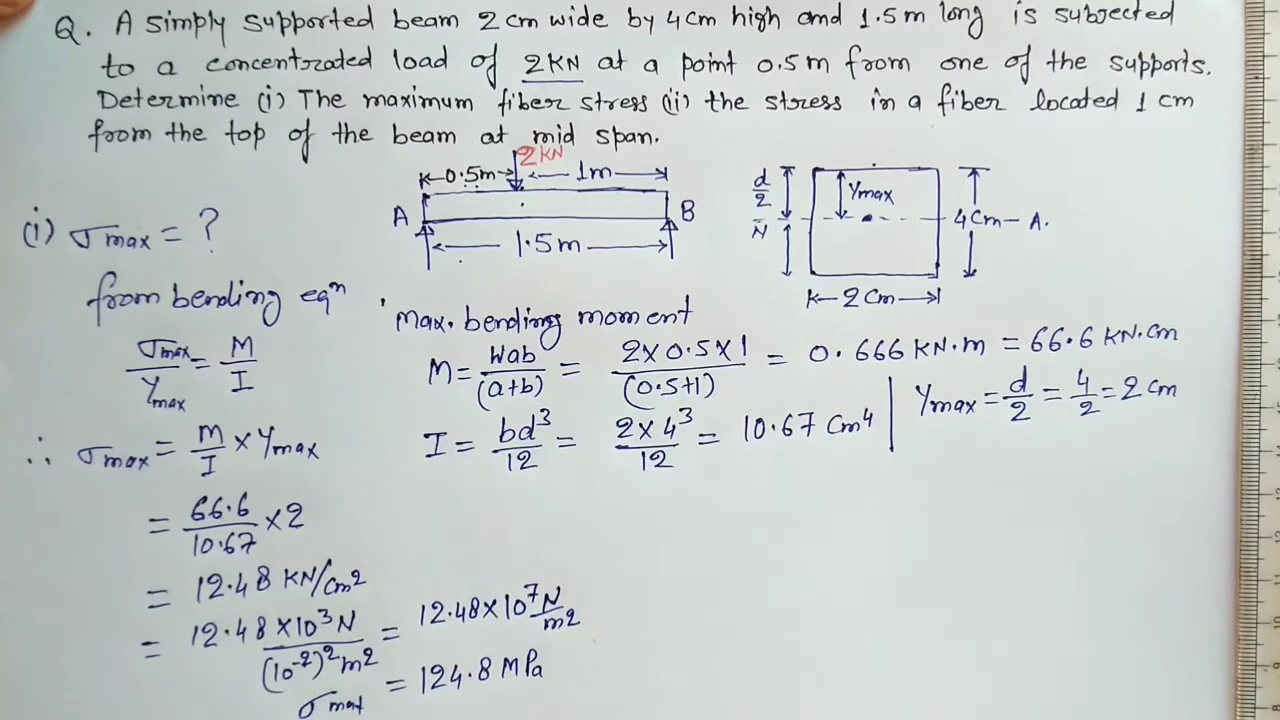 Q. A simply supported beam 2cm wide by 4cm high and 1.5m long is subjected
to a concentrated load of 2KN at a point 0.5m from one of the supports.
Determine (i) The maximum fiber stress (ii) the stress in a fiber located 1 cm
from the top of the beam at mid span.
2KN
0.5m 1m
A B
1.5m
d/2 Ymax
N̄ 4cm A.
2cm
(i) σmax = ?
from bending eqⁿ
σmax/Ymax = M/I
∴ σmax = M/I × Ymax
= 66.6/10.67 × 2
= 12.48 KN/cm²
= 12.48×10³N/(10⁻²)²m² = 12.48×10⁷ N/m²
σmax = 124.8 MPa
Max. bending moment
M = Wab/(a+b) = 2×0.5×1/(0.5+1) = 0.666 KN.m = 66.6 KN.cm
I = bd³/12 = 2×4³/12 = 10.67 cm⁴
Ymax = d/2 = 4/2 = 2 cm